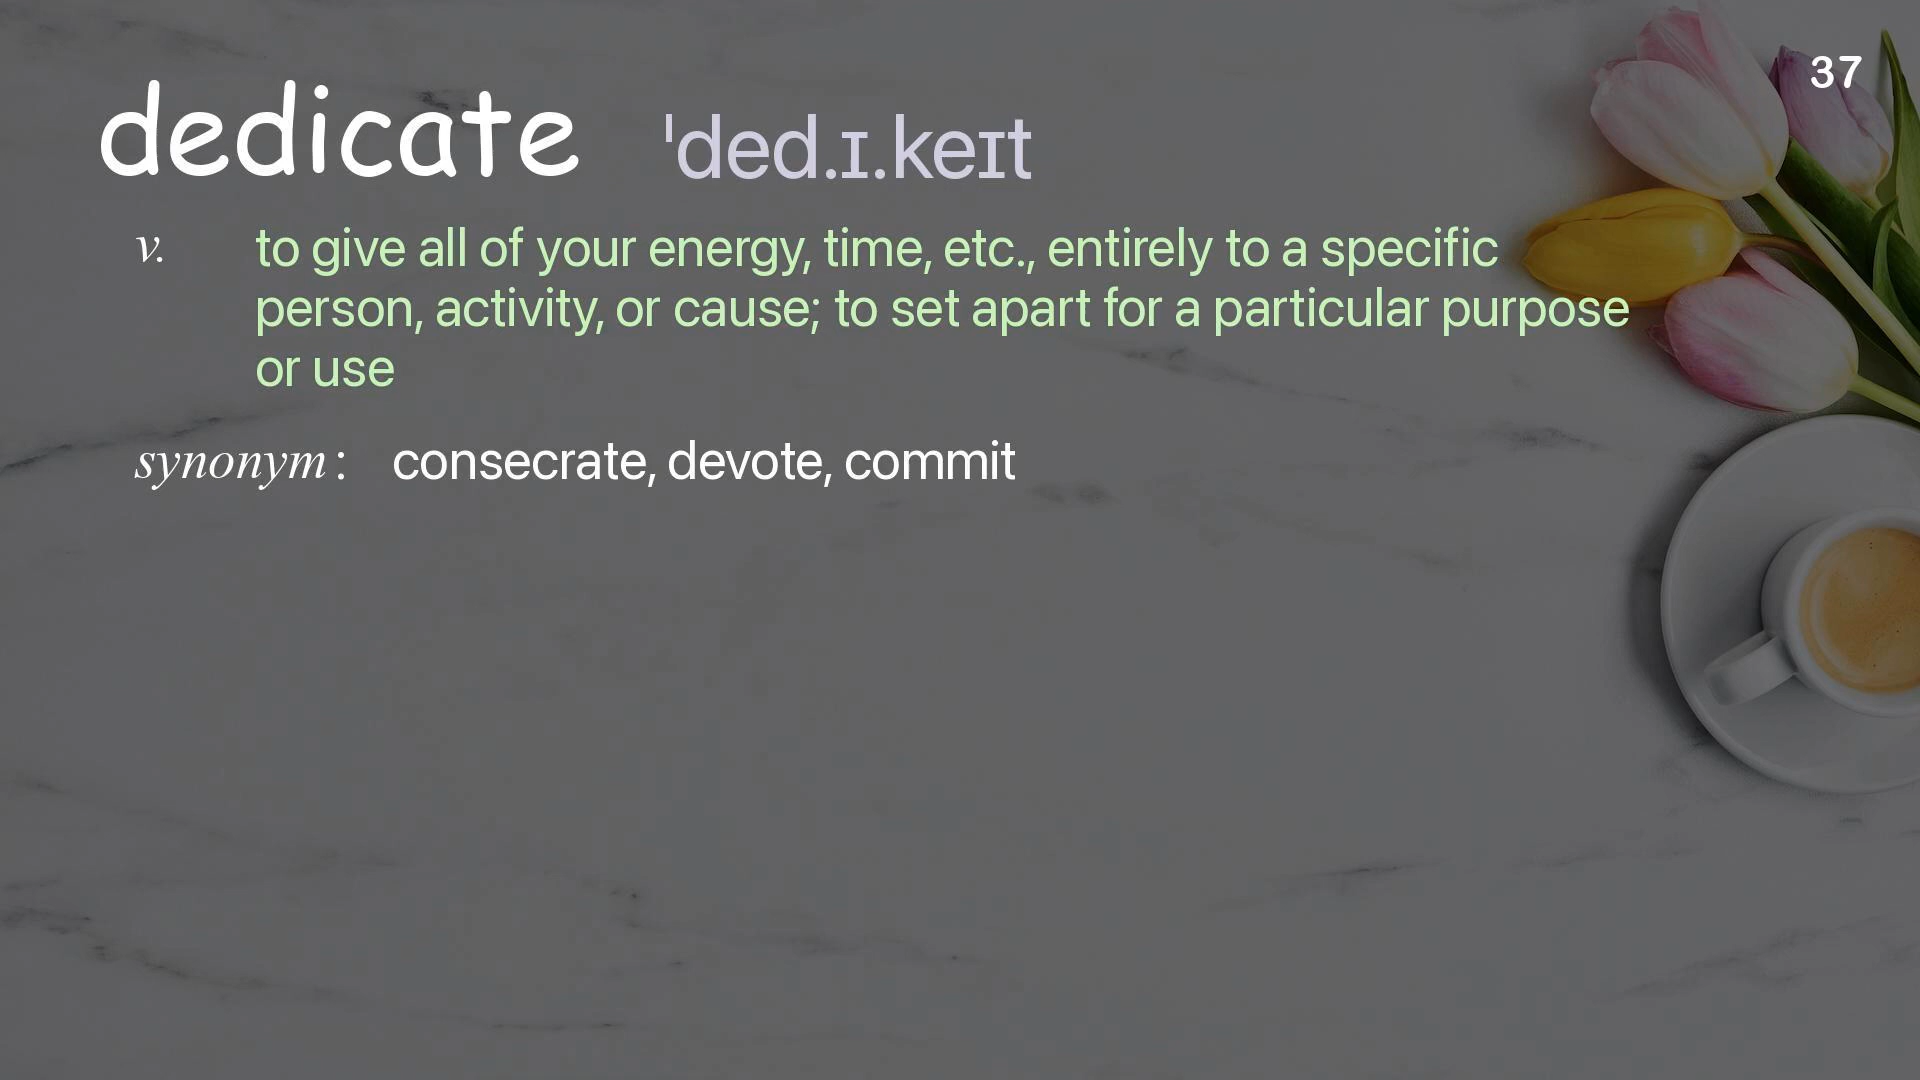 37
dedicate ˈded.ɪ.keɪt
v. to give all of your energy, time, etc., entirely to a specific
person, activity, or cause; to set apart for a particular purpose
or use
synonym : consecrate, devote, commit